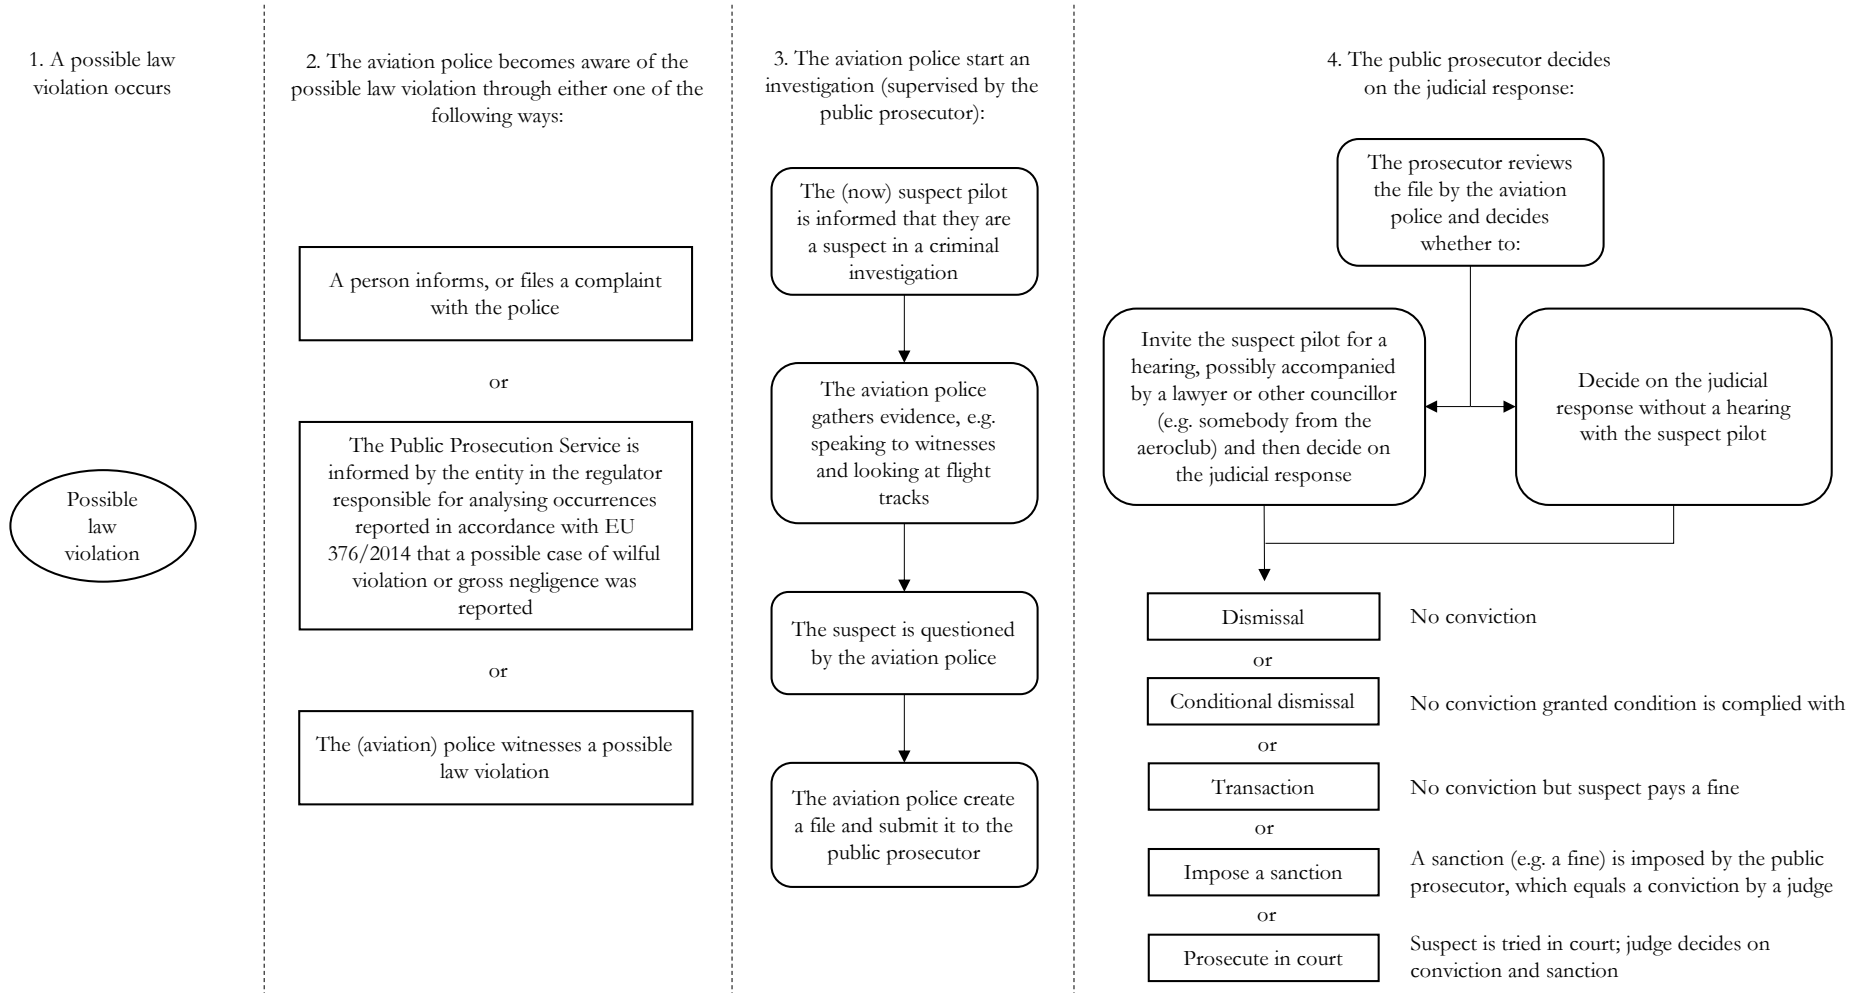 1. A possible law
violation occurs
Possible
law
violation
2. The aviation police becomes aware of the
possible law violation through either one of the
following ways:
A person informs, or files a complaint
with the police
or
The Public Prosecution Service is
informed by the entity in the regulator
responsible for analysing occurrences
reported in accordance with EU
376/2014 that a possible case of wilful
violation or gross negligence was
reported
or
The (aviation) police witnesses a possible
law violation
3. The aviation police start an
investigation (supervised by the
public prosecutor):
The (now) suspect pilot
is informed that they are
a suspect in a criminal
investigation
The aviation police
gathers evidence, e.g.
speaking to witnesses
and looking at flight
tracks
The suspect is questioned
by the aviation police
The aviation police create
a file and submit it to the
public prosecutor
4. The public prosecutor decides
on the judicial response:
The prosecutor reviews
the file by the aviation
police and decides
whether to:
Invite the suspect pilot for a
hearing, possibly accompanied
by a lawyer or other councillor
(e.g. somebody from the
aeroclub) and then decide on
the judicial response
Decide on the judicial
response without a hearing
with the suspect pilot
Dismissal
No conviction
or
Conditional dismissal
No conviction granted condition is complied with
or
Transaction
No conviction but suspect pays a fine
or
Impose a sanction
A sanction (e.g. a fine) is imposed by the public
prosecutor, which equals a conviction by a judge
or
Prosecute in court
Suspect is tried in court; judge decides on
conviction and sanction